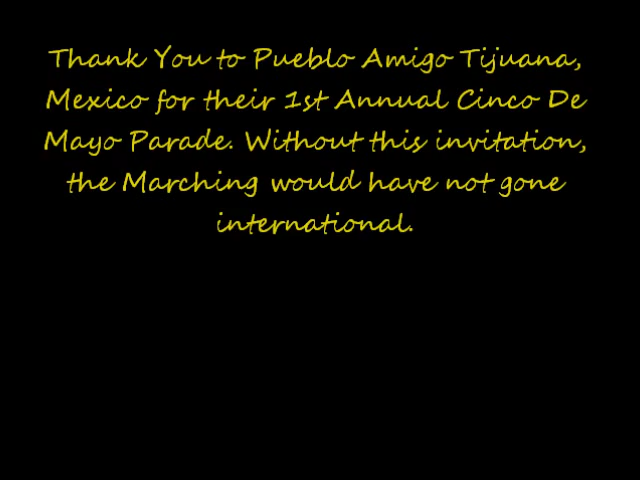 Thank You to Pueblo Amigo Tijuana,
Mexico for their 1st Annual Cinco De
Mayo Parade. Without this invitation,
the Marching would have not gone
international.